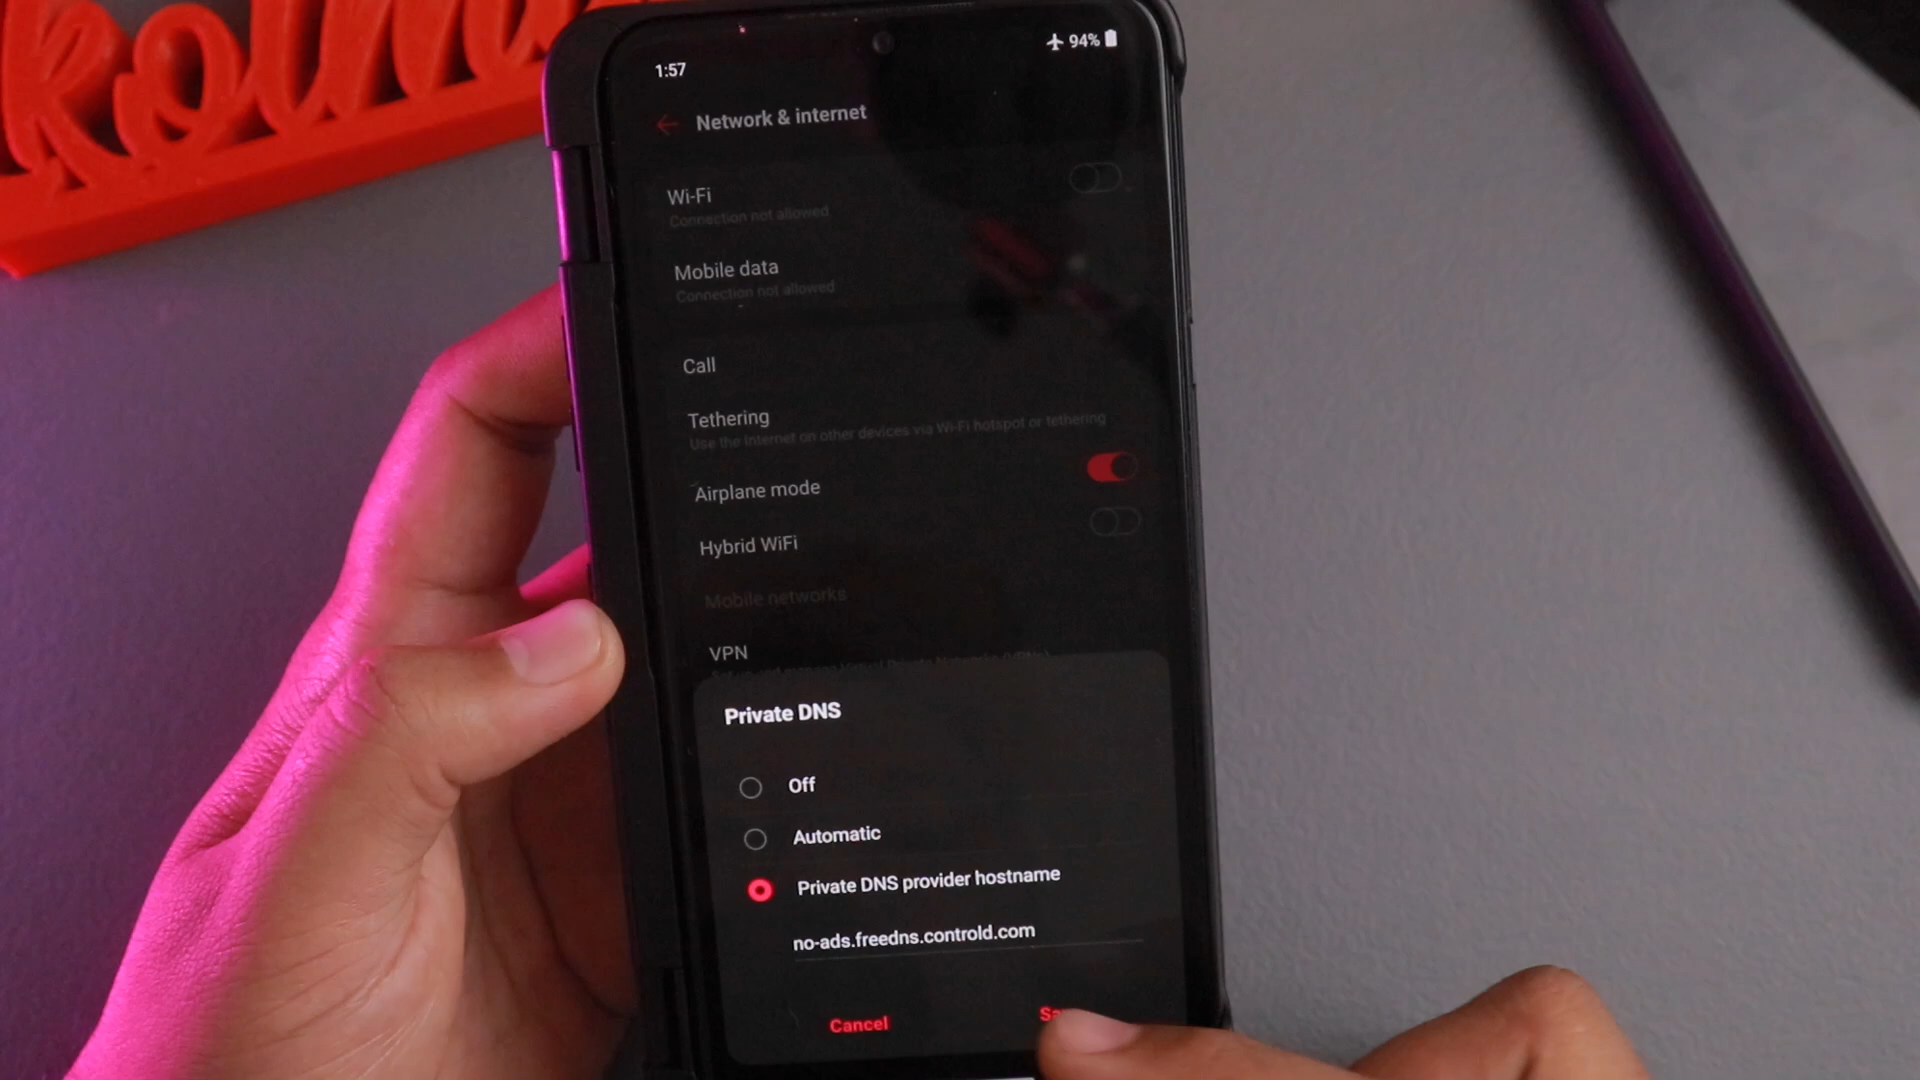 1:57
94%
Network & internet
Wi-Fi
Connection not allowed
Mobile data
Connection not allowed
Call
Tethering
Use the Internet on other devices via Wi-Fi hotspot or tethering
Airplane mode
Hybrid WiFi
Mobile networks
VPN
Private DNS
Off
Automatic
Private DNS provider hostname
no-ads.freedns.controld.com
Cancel